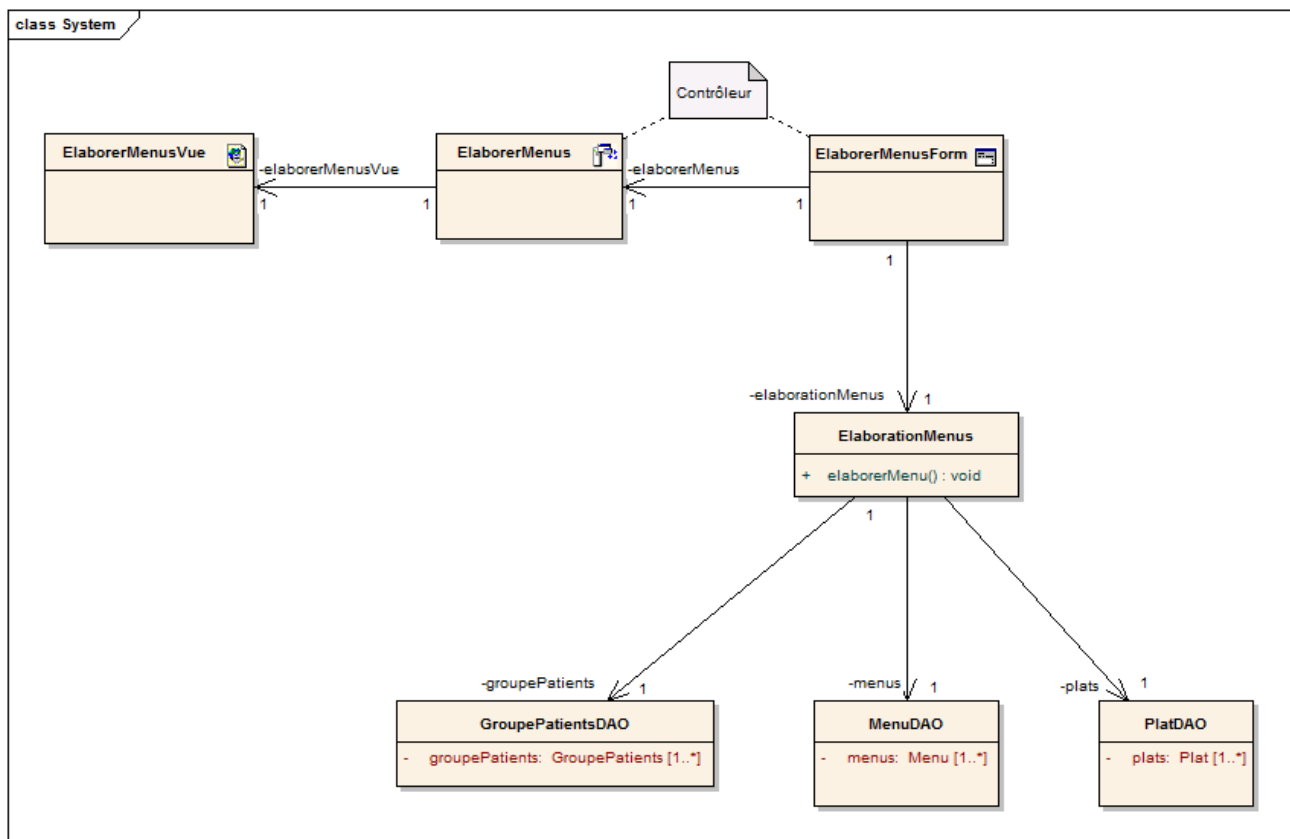 class System
Contrôleur
ElaborerMenusVue
ElaborerMenus
ElaborerMenusForm
-elaborerMenusVue
-elaborerMenus
1
1
1
1
1
-elaborationMenus
1
ElaborationMenus
+ elaborerMenu() : void
1
-groupePatients
1
-menus
1
-plats
1
GroupePatientsDAO
MenuDAO
PlatDAO
- groupePatients: GroupePatients [1..*]
- menus: Menu [1..*]
- plats: Plat [1..*]